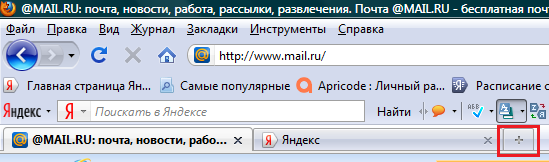 @MAIL.RU: почта, новости, работа, рассылки, развлечения. Почта @MAIL.RU - бесплатная поч
Файл Правка Вид Журнал Закладки Инструменты Справка
http://www.mail.ru/
Главная страница Ян... Самые популярные Apricode : Личный ра... Расписание
Яндекс Я Поискать в Яндексе Найти
@MAIL.RU: почта, новости, рабо... Яндекс